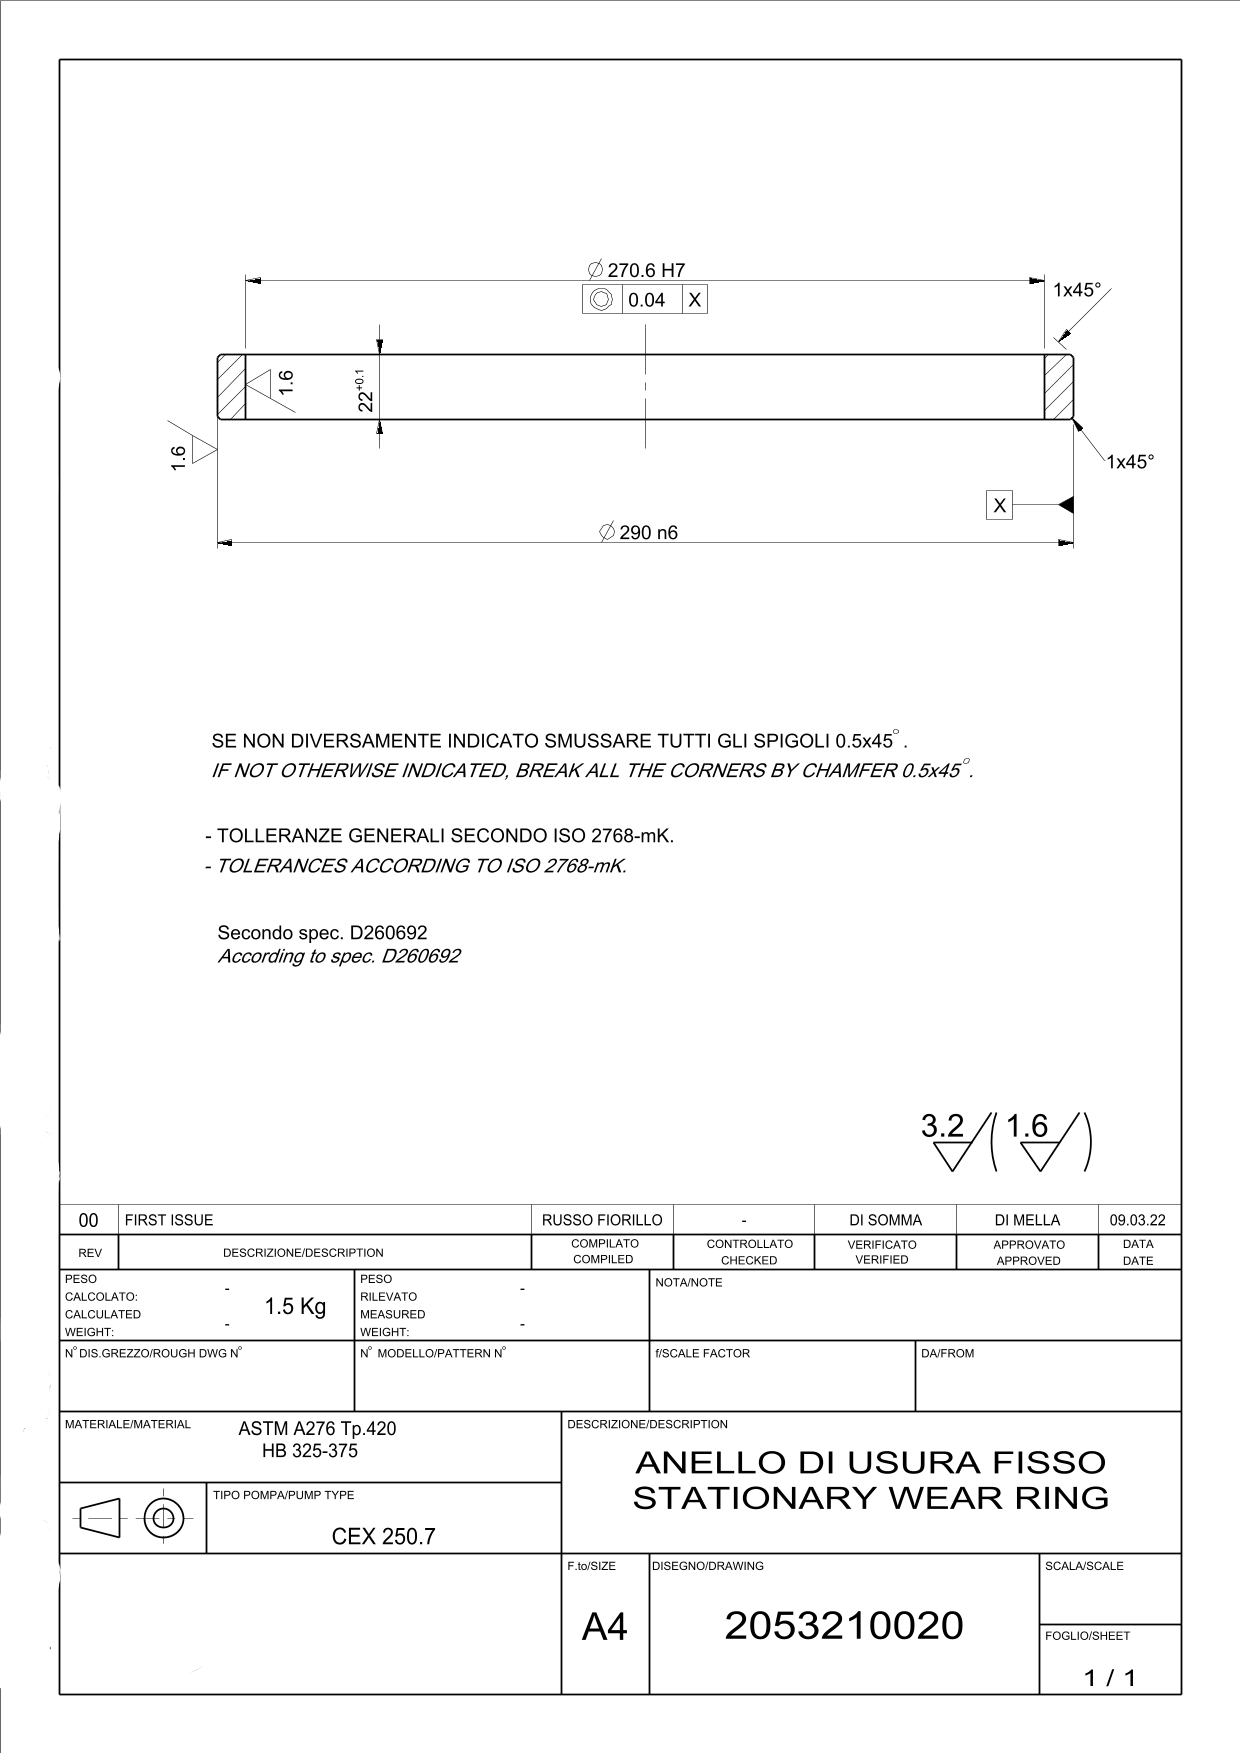 ⌀ 270.6 H7
◎ 0.04 X
1x45°
1.6
22+0.1
1.6
1x45°
X
⌀ 290 n6
SE NON DIVERSAMENTE INDICATO SMUSSARE TUTTI GLI SPIGOLI 0.5x45°.
IF NOT OTHERWISE INDICATED, BREAK ALL THE CORNERS BY CHAMFER 0.5x45°.
- TOLLERANZE GENERALI SECONDO ISO 2768-mK.
- TOLERANCES ACCORDING TO ISO 2768-mK.
Secondo spec. D260692
According to spec. D260692
3.2 ( 1.6 )
00 FIRST ISSUE RUSSO FIORILLO - DI SOMMA DI MELLA 09.03.22
REV DESCRIZIONE/DESCRIPTION COMPILATO CONTROLLATO VERIFICATO APPROVATO DATA
COMPILED CHECKED VERIFIED APPROVED DATE
PESO
CALCOLATO: -
CALCULATED 1.5 Kg
WEIGHT: -
PESO
RILEVATO -
MEASURED
WEIGHT: -
NOTA/NOTE
N° DIS.GREZZO/ROUGH DWG N°
N° MODELLO/PATTERN N°
f/SCALE FACTOR
DA/FROM
MATERIALE/MATERIAL ASTM A276 Tp.420
HB 325-375
DESCRIZIONE/DESCRIPTION
ANELLO DI USURA FISSO
STATIONARY WEAR RING
TIPO POMPA/PUMP TYPE
CEX 250.7
F.to/SIZE
A4
DISEGNO/DRAWING
2053210020
SCALA/SCALE
FOGLIO/SHEET
1 / 1